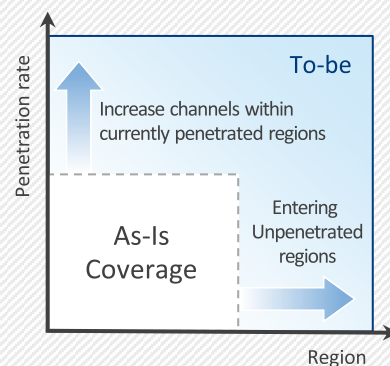 To-be
Penetration rate
Increase channels within
currently penetrated regions
As-Is
Coverage
Entering
Unpenetrated
regions
Region